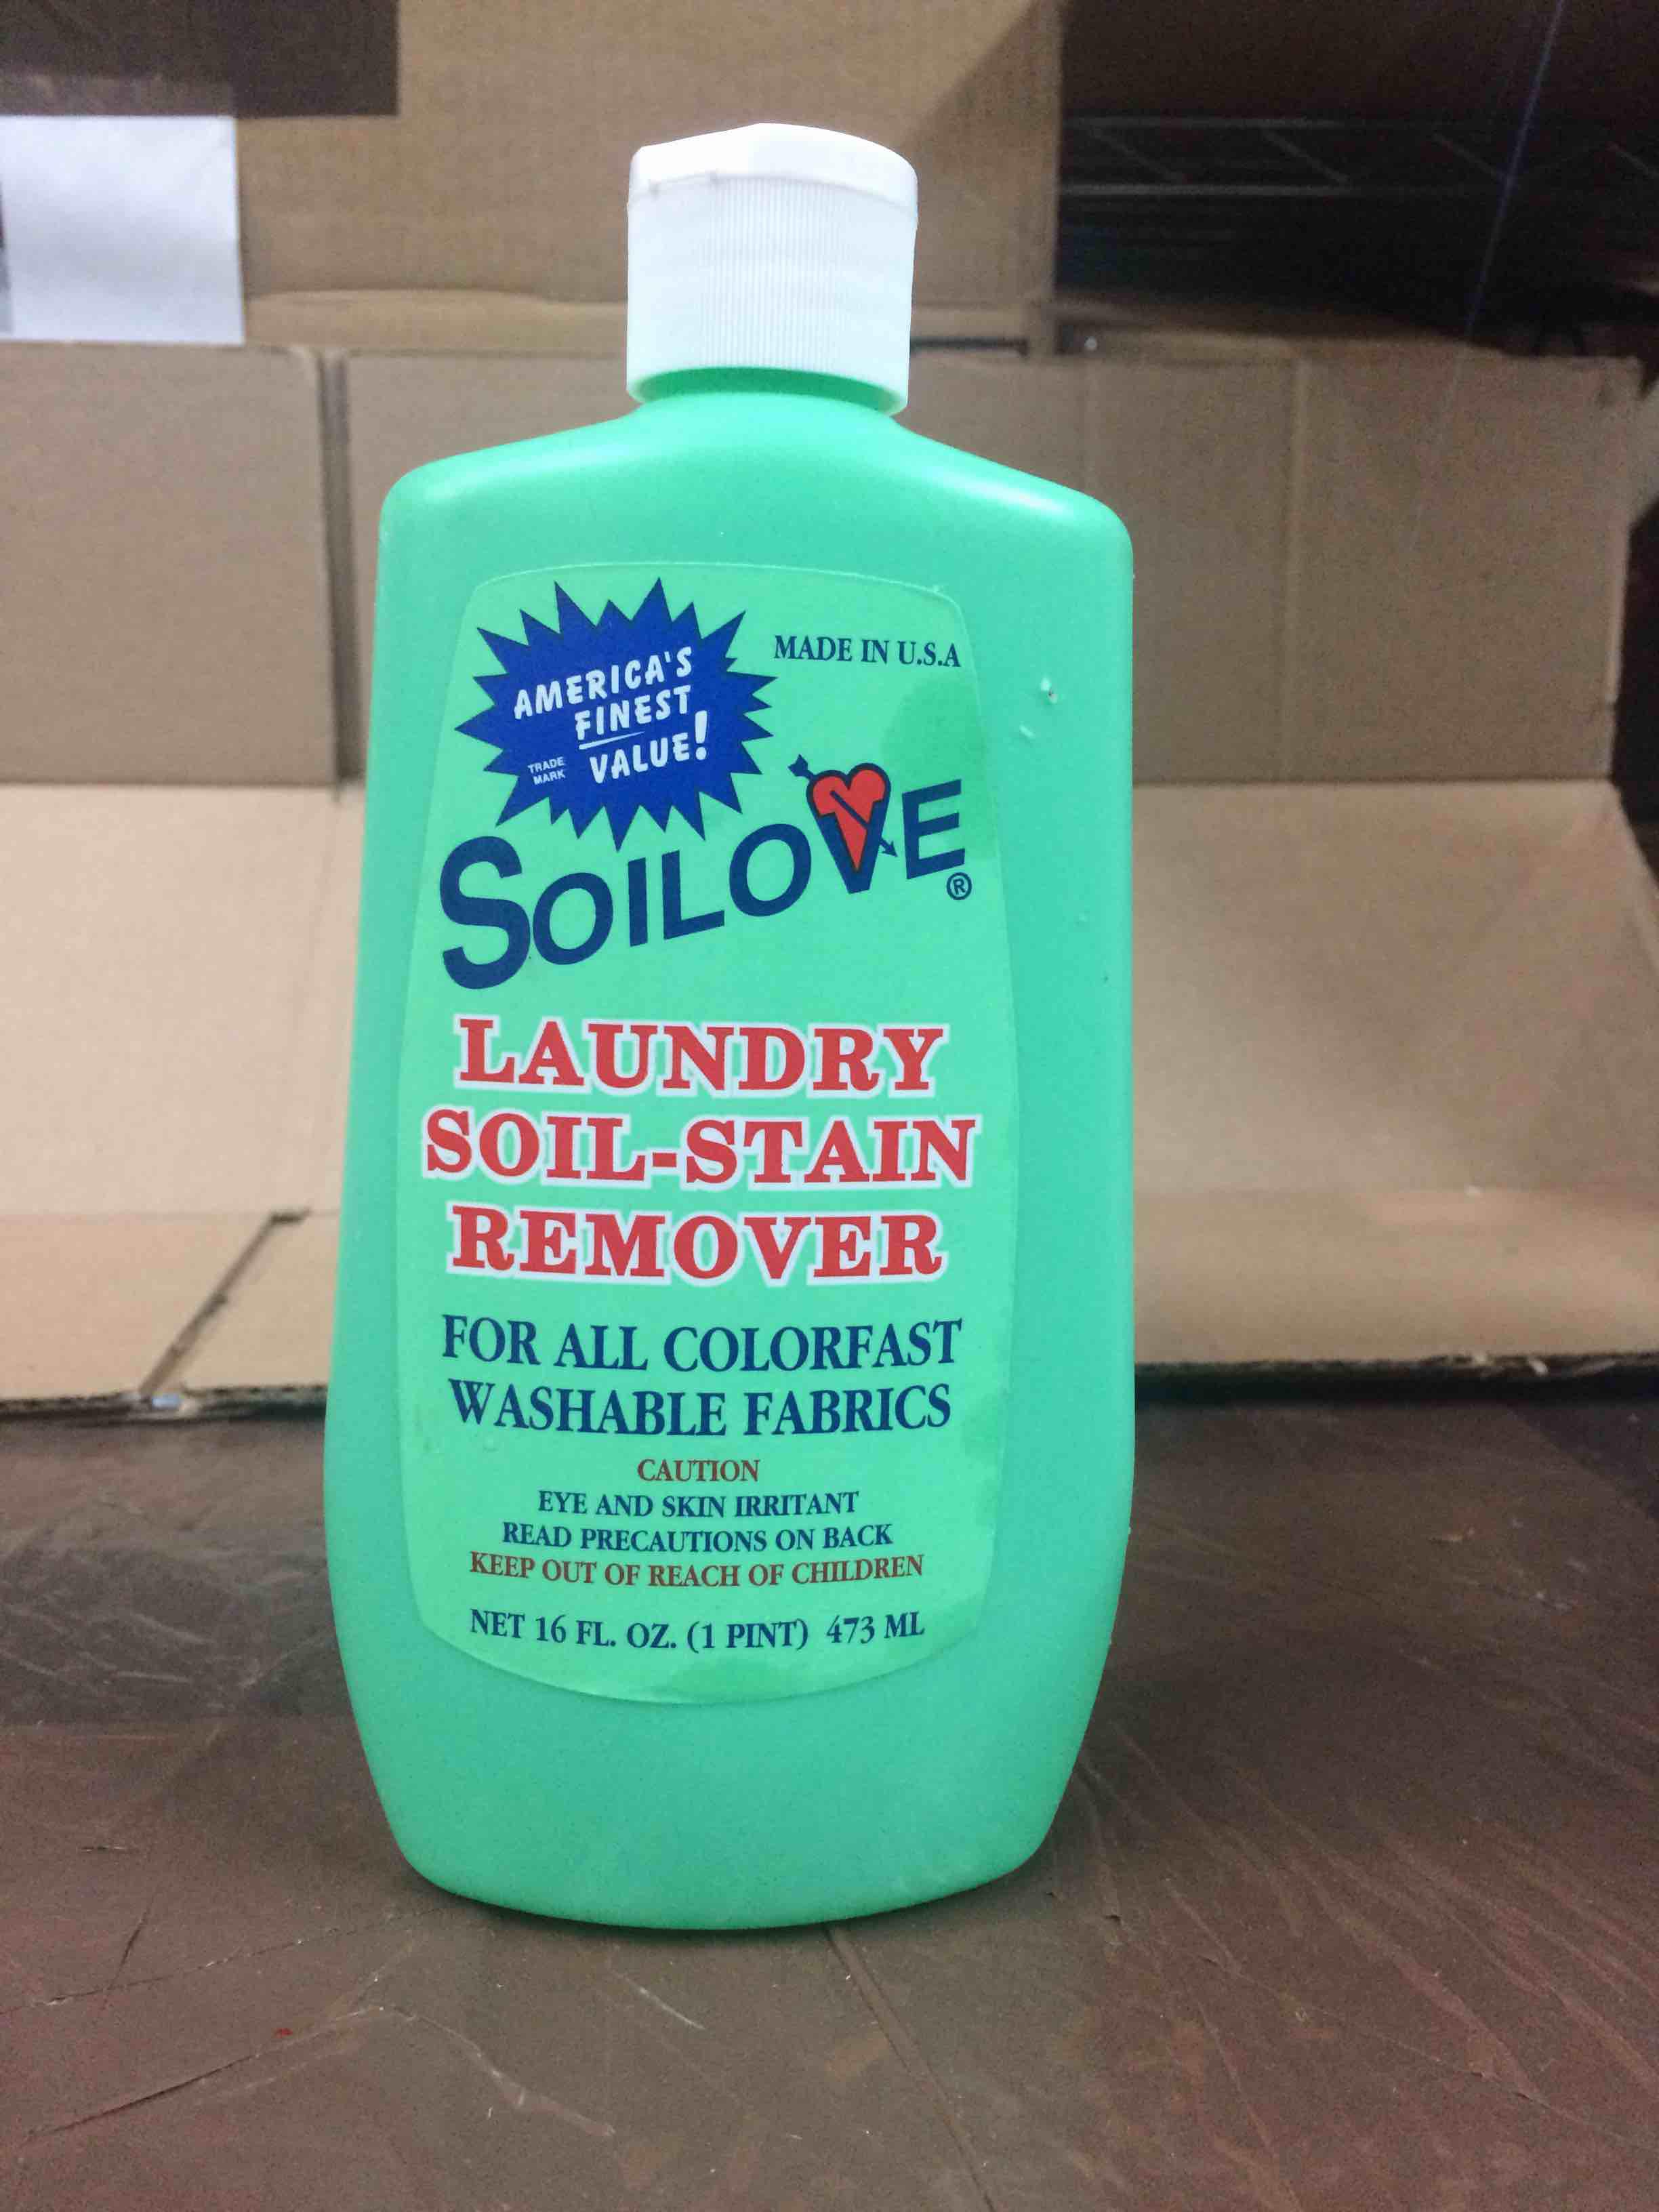 AMERICA'S
FINEST
VALUE!
TRADE
MARK
MADE IN U.S.A
SOILOVE®
LAUNDRY
SOIL-STAIN
REMOVER
FOR ALL COLORFAST
WASHABLE FABRICS
CAUTION
EYE AND SKIN IRRITANT
READ PRECAUTIONS ON BACK
KEEP OUT OF REACH OF CHILDREN
NET 16 FL. OZ. (1 PINT) 473 ML